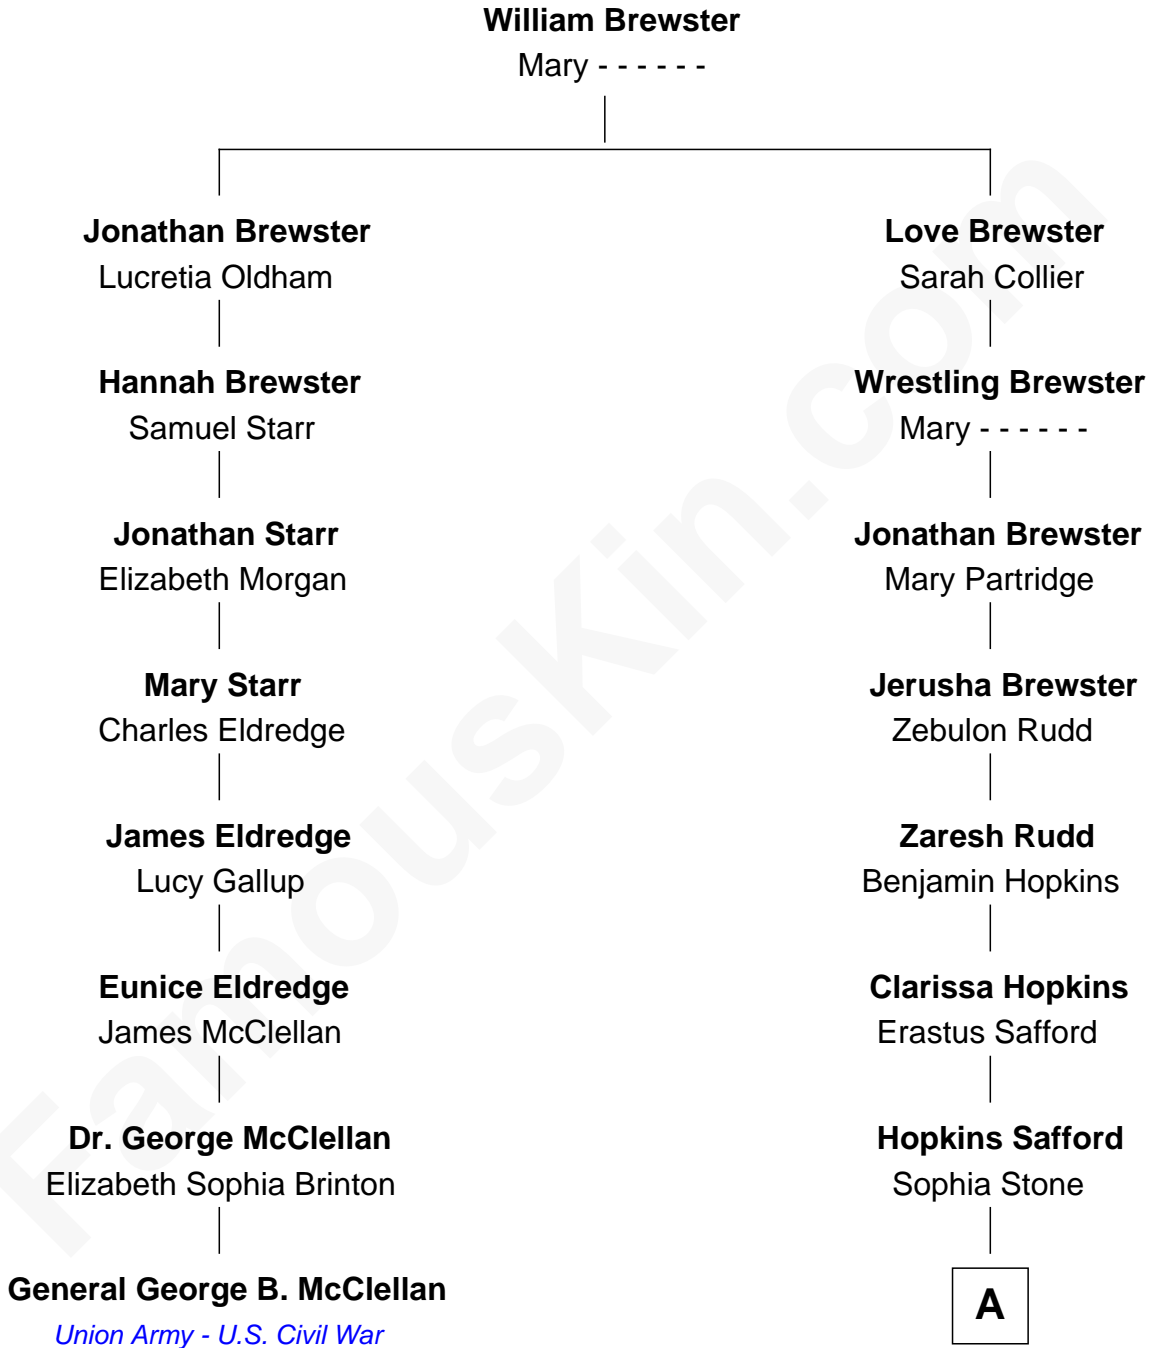 William Brewster
Mary - - - - - -
Jonathan Brewster
Lucretia Oldham
Hannah Brewster
Samuel Starr
Jonathan Starr
Elizabeth Morgan
Mary Starr
Charles Eldredge
James Eldredge
Lucy Gallup
Eunice Eldredge
James McClellan
Dr. George McClellan
Elizabeth Sophia Brinton
General George B. McClellan
Union Army - U.S. Civil War
Love Brewster
Sarah Collier
Wrestling Brewster
Mary - - - - - -
Jonathan Brewster
Mary Partridge
Jerusha Brewster
Zebulon Rudd
Zaresh Rudd
Benjamin Hopkins
Clarissa Hopkins
Erastus Safford
Hopkins Safford
Sophia Stone
A
FamousKin.com